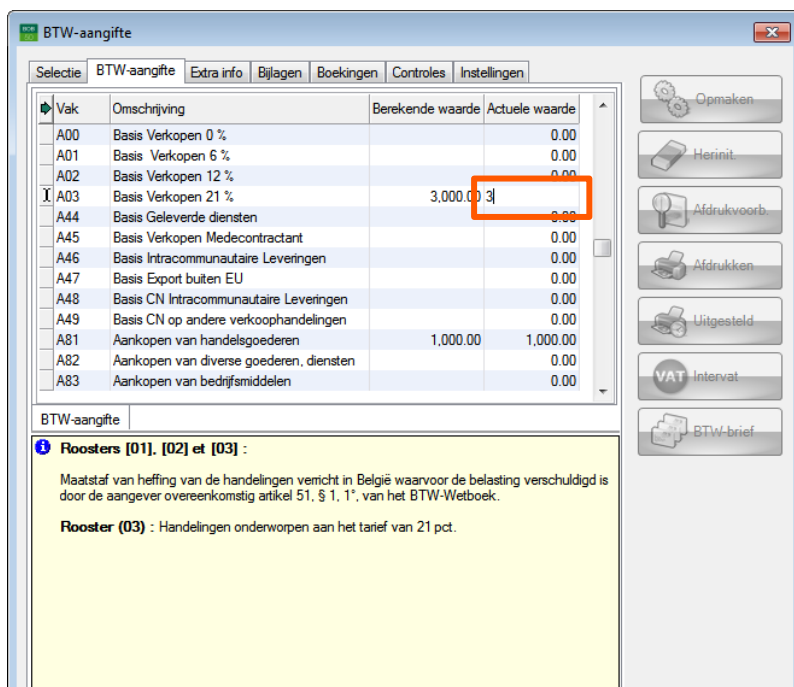 BTW-aangifte
Selectie BTW-aangifte Extra info Bijlagen Boekingen Controles Instellingen
Vak Omschrijving Berekende waarde Actuele waarde
A00 Basis Verkopen 0 % 0.00
A01 Basis Verkopen 6 % 0.00
A02 Basis Verkopen 12 % 0.00
A03 Basis Verkopen 21 % 3,000.00 3
A44 Basis Geleverde diensten 0.00
A45 Basis Verkopen Medecontractant 0.00
A46 Basis Intracommunautaire Leveringen 0.00
A47 Basis Export buiten EU 0.00
A48 Basis CN Intracommunautaire Leveringen 0.00
A49 Basis CN op andere verkoophandelingen 0.00
A81 Aankopen van handelsgoederen 1,000.00 1,000.00
A82 Aankopen van diverse goederen, diensten 0.00
A83 Aankopen van bedrijfsmiddelen 0.00
BTW-aangifte
Roosters [01], [02] et [03] :
Maatstaf van heffing van de handelingen verricht in België waarvoor de belasting verschuldigd is
door de aangever overeenkomstig artikel 51, § 1, 1°, van het BTW-Wetboek.
Rooster (03) : Handelingen onderworpen aan het tarief van 21 pct.
Opmaken
Herinit.
Afdrukvoorb.
Afdrukken
Uitgesteld
VAT Intervat
BTW-brief